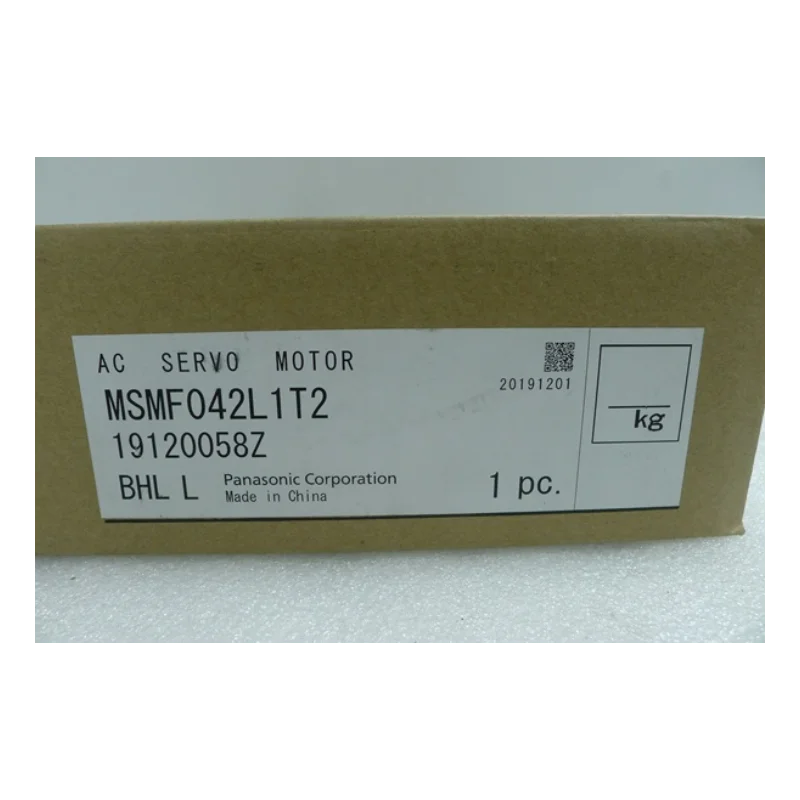 AC SERVO MOTOR
20191201
MSMF042L1T2
19120058Z
BHL L
Panasonic Corporation
Made in China
1 pc.
kg